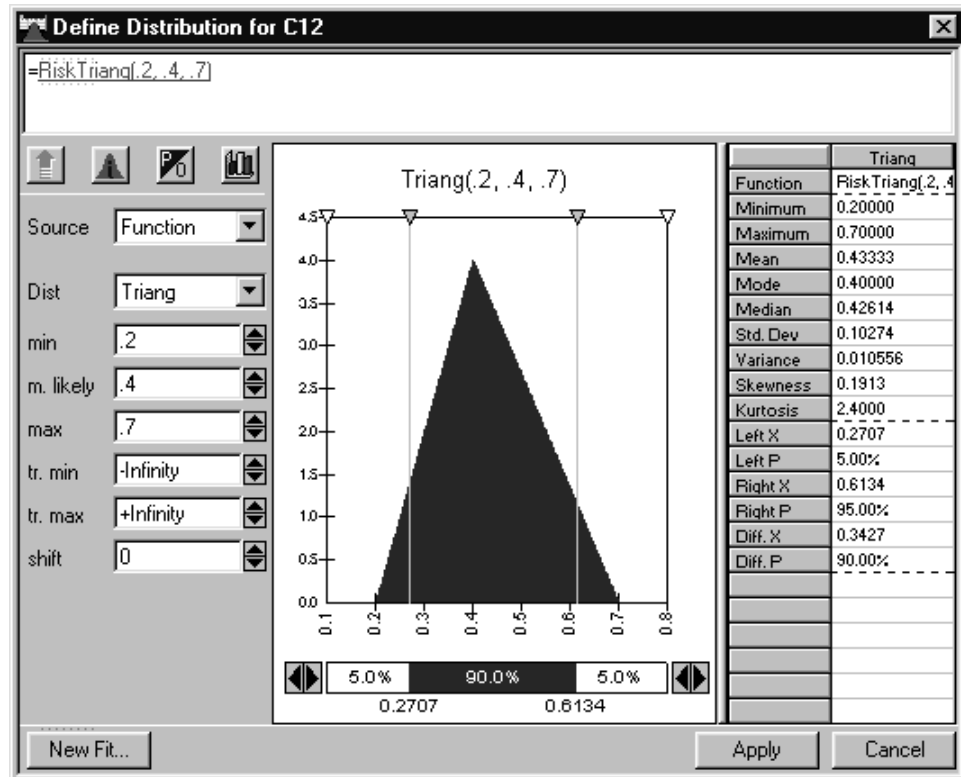 Define Distribution for C12
=RiskTriang(.2, .4, .7)
P/O
Source Function
Dist Triang
min .2
m. likely .4
max .7
tr. min -Infinity
tr. max +Infinity
shift 0
Triang(.2, .4, .7)
4.5
4.0
3.5
3.0
2.5
2.0
1.5
1.0
0.5
0.0
0.1 0.2 0.3 0.4 0.5 0.6 0.7 0.8
5.0% 90.0% 5.0%
0.2707 0.6134
Triang
Function RiskTriang(.2, .4
Minimum 0.20000
Maximum 0.70000
Mean 0.43333
Mode 0.40000
Median 0.42614
Std. Dev 0.10274
Variance 0.010556
Skewness 0.1913
Kurtosis 2.4000
Left X 0.2707
Left P 5.00%
Right X 0.6134
Right P 95.00%
Diff. X 0.3427
Diff. P 90.00%
New Fit...
Apply
Cancel